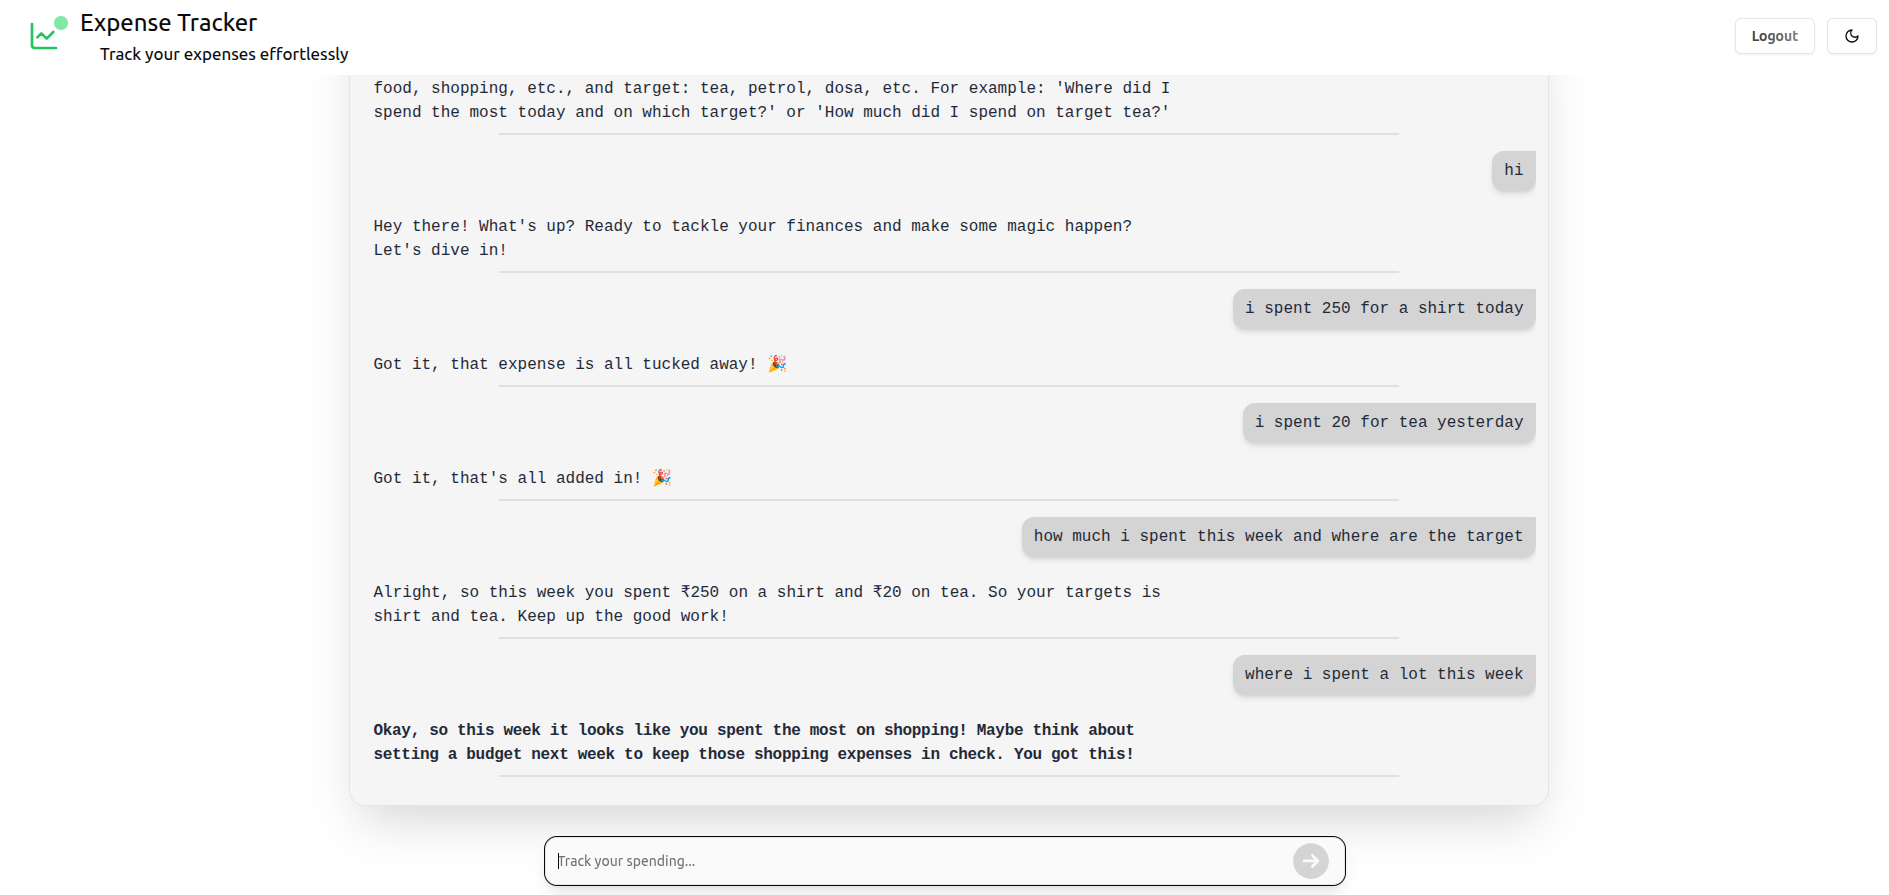 Expense Tracker
Track your expenses effortlessly
Logout
food, shopping, etc., and target: tea, petrol, dosa, etc. For example: 'Where did I
spend the most today and on which target?' or 'How much did I spend on target tea?'
hi
Hey there! What's up? Ready to tackle your finances and make some magic happen?
Let's dive in!
i spent 250 for a shirt today
Got it, that expense is all tucked away! 🎉
i spent 20 for tea yesterday
Got it, that's all added in! 🎉
how much i spent this week and where are the target
Alright, so this week you spent ₹250 on a shirt and ₹20 on tea. So your targets is
shirt and tea. Keep up the good work!
where i spent a lot this week
Okay, so this week it looks like you spent the most on shopping! Maybe think about
setting a budget next week to keep those shopping expenses in check. You got this!
Track your spending...